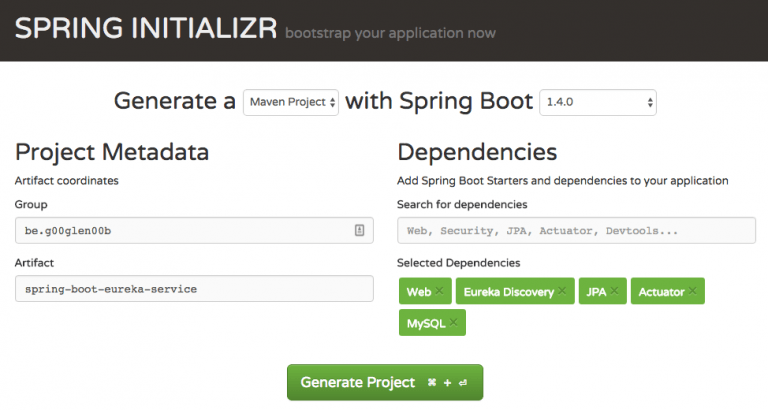 SPRING INITIALIZR bootstrap your application now
Generate a Maven Project with Spring Boot 1.4.0
Project Metadata
Artifact coordinates
Group
be.g00glen00b
Artifact
spring-boot-eureka-service
Dependencies
Add Spring Boot Starters and dependencies to your application
Search for dependencies
Web, Security, JPA, Actuator, Devtools...
Selected Dependencies
Web × Eureka Discovery × JPA × Actuator ×
MySQL ×
Generate Project ⌘ + ⏎